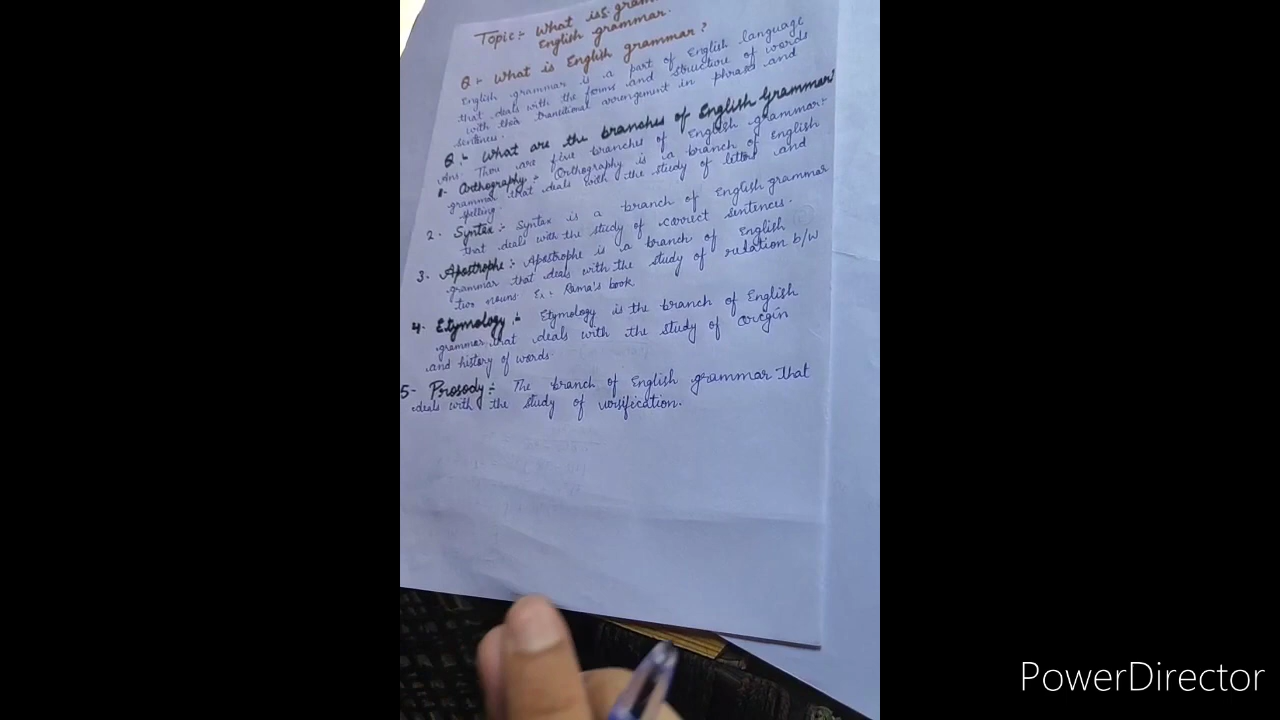 Topic:- What is gram
English grammar.
Q:- What is English grammar?
English grammar is a part of English language
that deals with the forms and structure of words
with their transitional arrangement in phrases and
sentences.
Q:- What are the branches of English Grammar
Ans. Thou are five branches of English grammar:-
1- Orthography:- Orthography is a branch of English
grammar that deals with the study of letters and
spelling.
2. Syntax:- Syntax is a branch of English grammar
that deals with the study of correct sentences.
3. Apostrophe:- Apostrophe is a branch of English
grammar that deals with the study of relation b/w
two nouns. Ex:- Rama's book
4. Etymology:- Etymology is the branch of English
grammar that deals with the study of orегin
and history of words.
5- Prosody:- The branch of English grammar that
deals with the study of versification.
PowerDirector